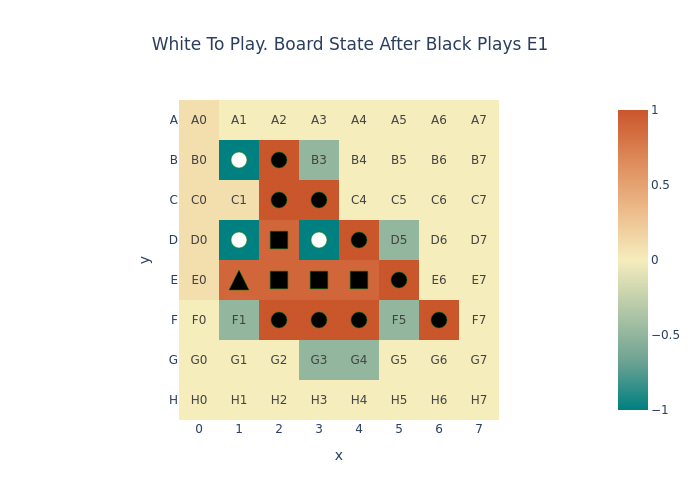 White To Play. Board State After Black Plays E1
A A0 A1 A2 A3 A4 A5 A6 A7 1
B B0 B3 B4 B5 B6 B7
C C0 C1 C4 C5 C6 C7 0.5
D D0 D5 D6 D7
y E E0 E6 E7 0
F F0 F1 F5 F7 −0.5
G G0 G1 G2 G3 G4 G5 G6 G7
H H0 H1 H2 H3 H4 H5 H6 H7 −1
0 1 2 3 4 5 6 7
x